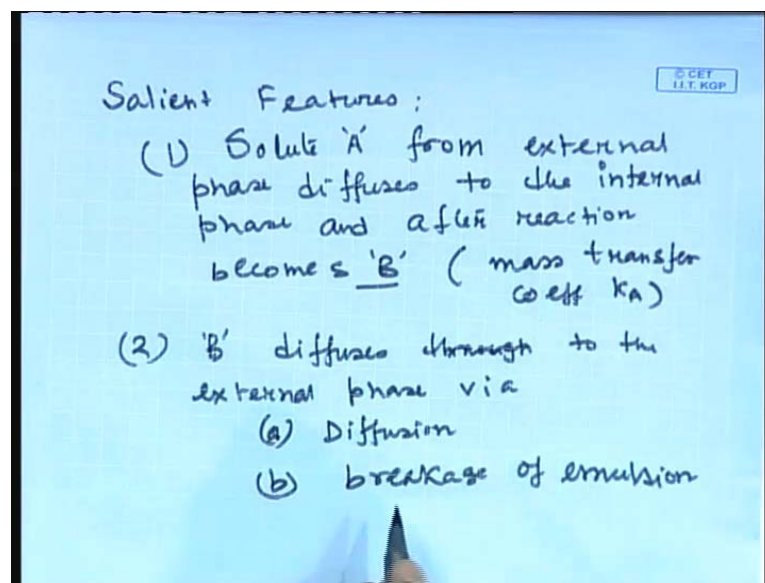 © CET
I.I.T. KGP
Salient Features:
(1) Solute 'A' from external
phase diffuses to the internal
phase and after reaction
becomes 'B' (mass transfer
coeff KA)
(2) 'B' diffuses through to the
external phase via
(a) Diffusion
(b) breakage of emulsion